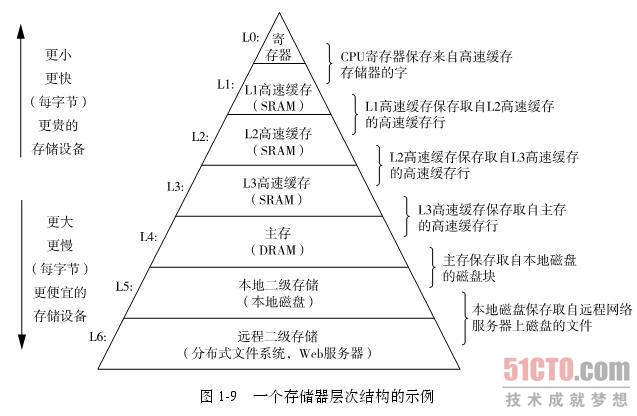 更小
更快
(每字节)
更贵的
存储设备
更大
更慢
(每字节)
更便宜的
存储设备
L0:
寄
存器
CPU寄存器保存来自高速缓存
存储器的字
L1:
L1高速缓存
(SRAM)
L1高速缓存保存取自L2高速缓存
的高速缓存行
L2:
L2高速缓存
(SRAM)
L2高速缓存保存取自L3高速缓存
的高速缓存行
L3:
L3高速缓存
(SRAM)
L3高速缓存保存取自主存
的高速缓存行
L4:
主存
(DRAM)
主存保存取自本地磁盘
的磁盘块
L5:
本地二级存储
(本地磁盘)
本地磁盘保存取自远程网络
服务器上磁盘的文件
L6:
远程二级存储
(分布式文件系统, Web服务器)
图 1-9 一个存储器层次结构的示例
51CTO.com
技术成就梦想